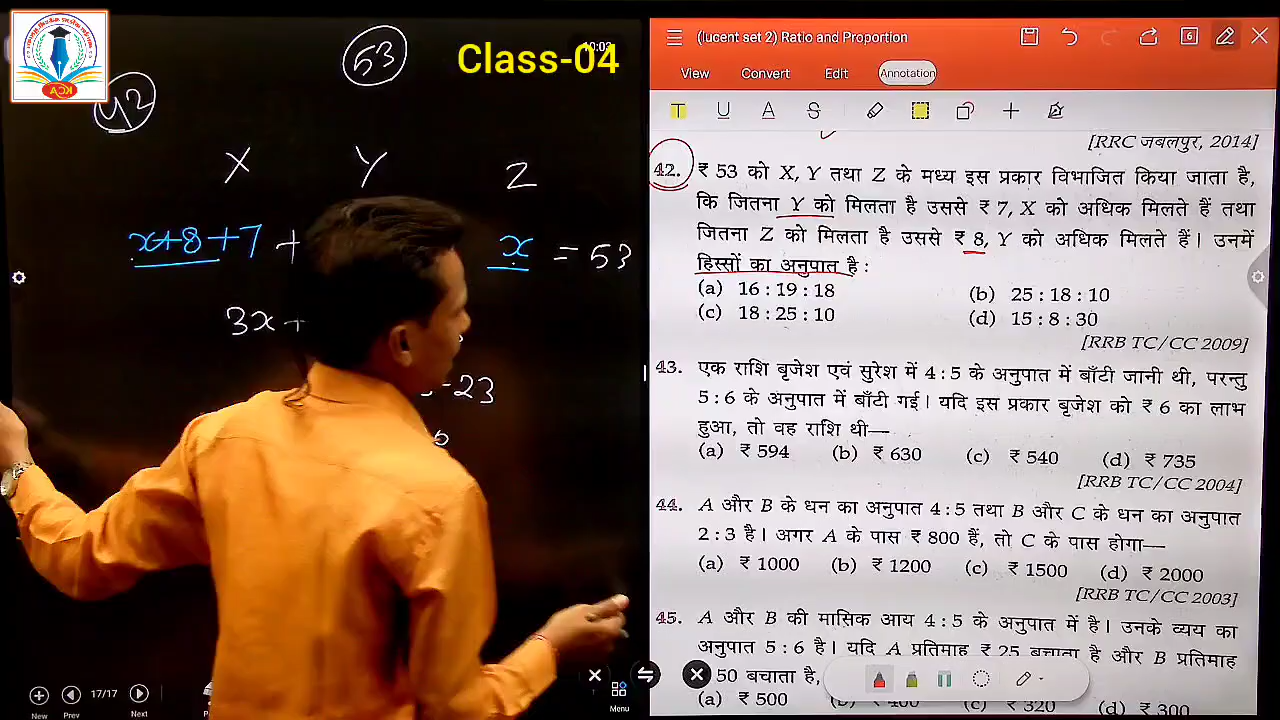 53
Class-04
42
X Y Z
x+8+7 + x = 53
3x +
-23
(lucent set 2) Ratio and Proportion
View Convert Edit Annotation
[RRC जबलपुर, 2014]
42. ₹ 53 को X, Y तथा Z के मध्य इस प्रकार विभाजित किया जाता है,
कि जितना Y को मिलता है उससे ₹ 7, X को अधिक मिलते हैं तथा
जितना Z को मिलता है उससे ₹ 8, Y को अधिक मिलते हैं। उनमें
हिस्सों का अनुपात है :
(a) 16 : 19 : 18 (b) 25 : 18 : 10
(c) 18 : 25 : 10 (d) 15 : 8 : 30
[RRB TC/CC 2009]
43. एक राशि बृजेश एवं सुरेश में 4 : 5 के अनुपात में बाँटी जानी थी, परन्तु
5 : 6 के अनुपात में बाँटी गई। यदि इस प्रकार बृजेश को ₹ 6 का लाभ
हुआ, तो वह राशि थी—
(a) ₹ 594 (b) ₹ 630 (c) ₹ 540 (d) ₹ 735
[RRB TC/CC 2004]
44. A और B के धन का अनुपात 4 : 5 तथा B और C के धन का अनुपात
2 : 3 है। अगर A के पास ₹ 800 हैं, तो C के पास होगा—
(a) ₹ 1000 (b) ₹ 1200 (c) ₹ 1500 (d) ₹ 2000
[RRB TC/CC 2003]
45. A और B की मासिक आय 4 : 5 के अनुपात में है। उनके व्यय का
अनुपात 5 : 6 है। यदि A प्रतिमाह ₹ 25 बचाता है और B प्रतिमाह
50 बचाता है,
(a) ₹ 500 (c) ₹ 320 (d) ₹ 300
New Prev 17/17 Next Menu
KCA